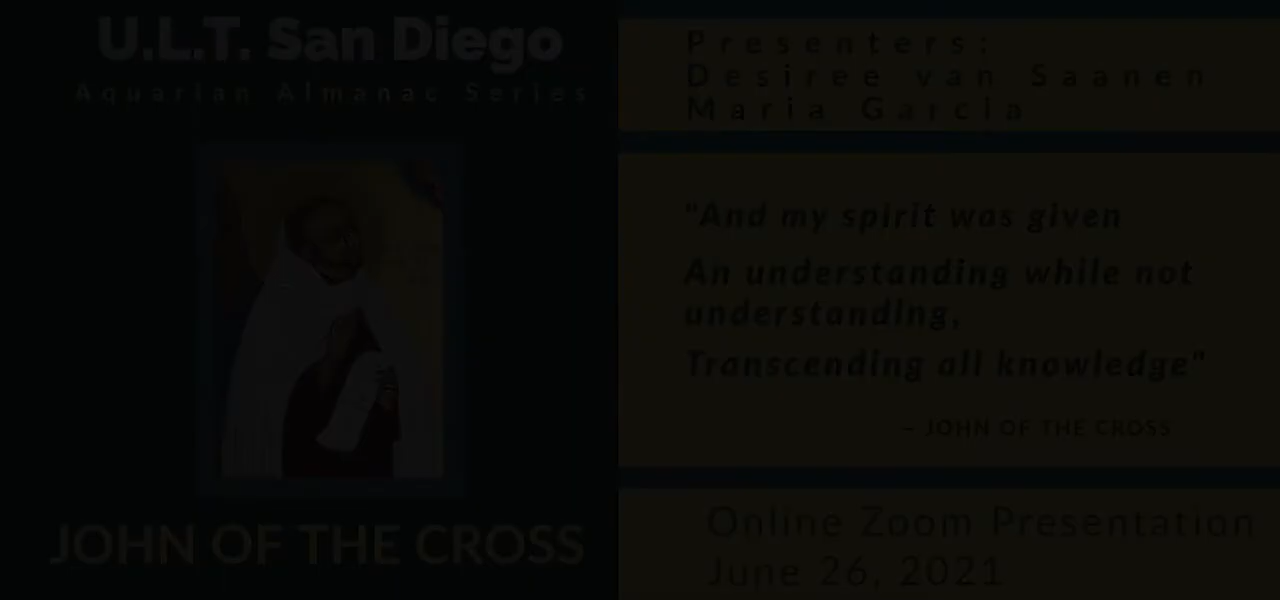 U.L.T. San Diego
Aquarian Almanac Series
JOHN OF THE CROSS
Presenters:
Desiree van Saanen
Maria Garcia
"And my spirit was given
An understanding while not
understanding,
Transcending all knowledge"
– JOHN OF THE CROSS
Online Zoom Presentation
June 26, 2021